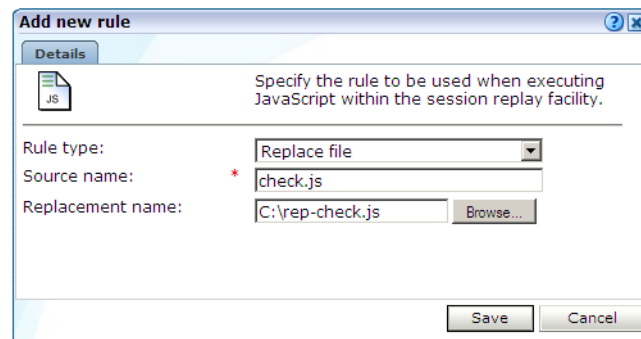 Add new rule
Details
JS
Specify the rule to be used when executing
JavaScript within the session replay facility.
Rule type:
Replace file
Source name:
*
check.js
Replacement name:
C:\rep-check.js
Browse...
Save
Cancel